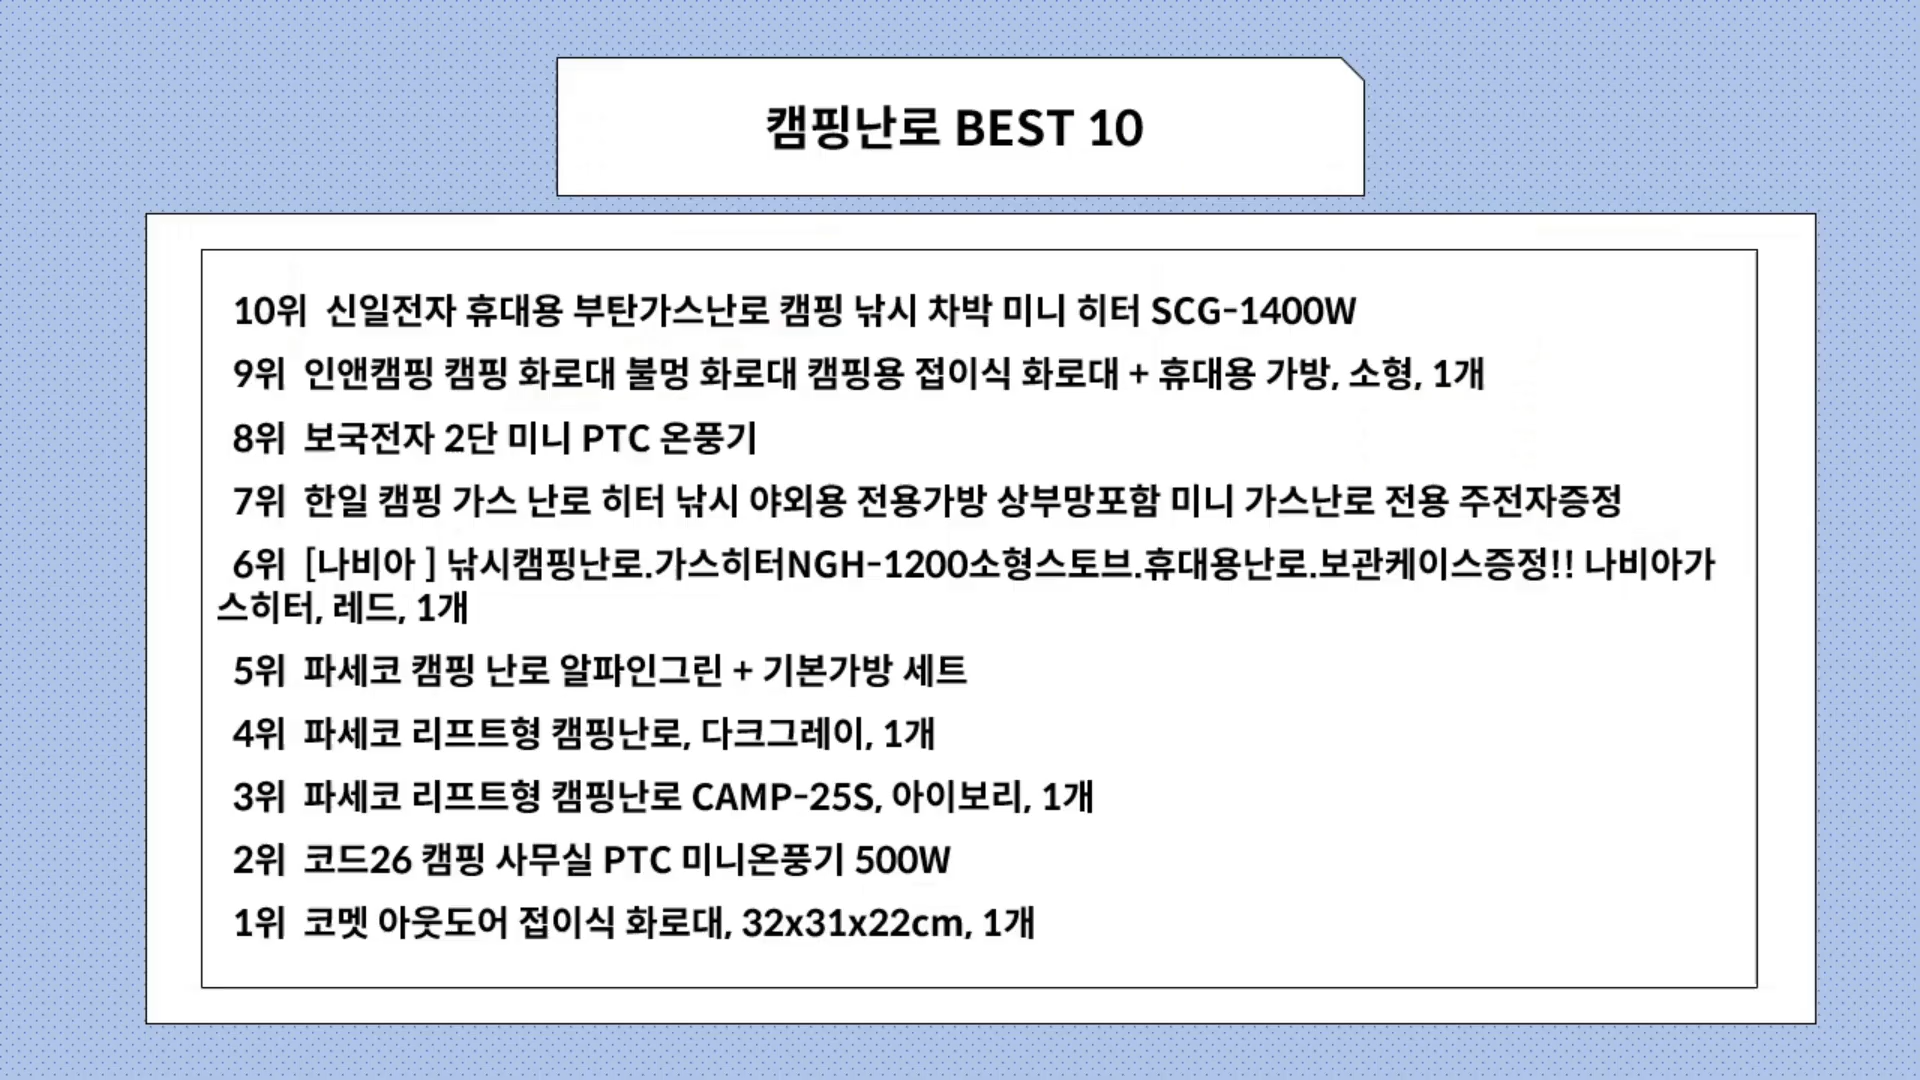 캠핑난로 BEST 10
10위 신일전자 휴대용 부탄가스난로 캠핑 낚시 차박 미니 히터 SCG-1400W
9위 인앤캠핑 캠핑 화로대 불멍 화로대 캠핑용 접이식 화로대 + 휴대용 가방, 소형, 1개
8위 보국전자 2단 미니 PTC 온풍기
7위 한일 캠핑 가스 난로 히터 낚시 야외용 전용가방 상부망포함 미니 가스난로 전용 주전자증정
6위 [나비아 ] 낚시캠핑난로.가스히터NGH-1200소형스토브.휴대용난로.보관케이스증정!! 나비아가
스히터, 레드, 1개
5위 파세코 캠핑 난로 알파인그린 + 기본가방 세트
4위 파세코 리프트형 캠핑난로, 다크그레이, 1개
3위 파세코 리프트형 캠핑난로 CAMP-25S, 아이보리, 1개
2위 코드26 캠핑 사무실 PTC 미니온풍기 500W
1위 코멧 아웃도어 접이식 화로대, 32x31x22cm, 1개